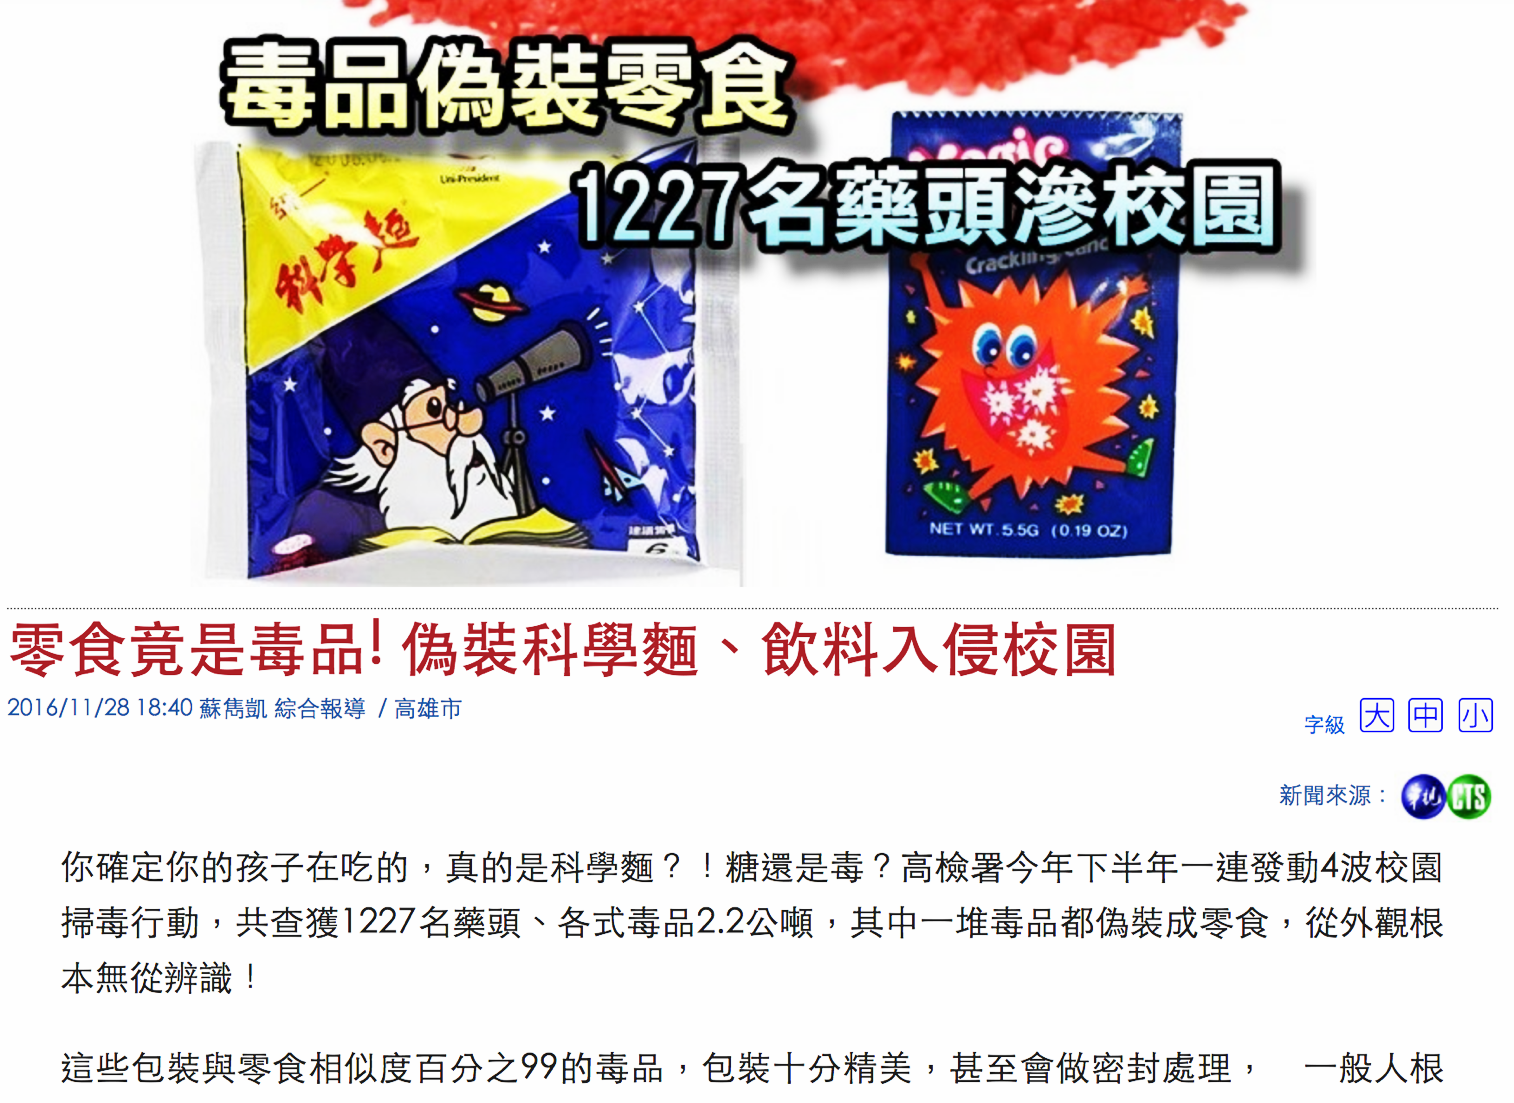 毒品偽裝零食
1227名藥頭滲校園
Uni-President
科學麵
Magic
Crackling Candy
NET WT. 5.5G (0.19 OZ)
6
零食竟是毒品! 偽裝科學麵、飲料入侵校園
2016/11/28 18:40 蘇雋凱 綜合報導 / 高雄市
字級 大 中 小
新聞來源： 華視 CTS
你確定你的孩子在吃的，真的是科學麵？！糖還是毒？高檢署今年下半年一連發動4波校園
掃毒行動，共查獲1227名藥頭、各式毒品2.2公噸，其中一堆毒品都偽裝成零食，從外觀根
本無從辨識！
這些包裝與零食相似度百分之99的毒品，包裝十分精美，甚至會做密封處理， 一般人根